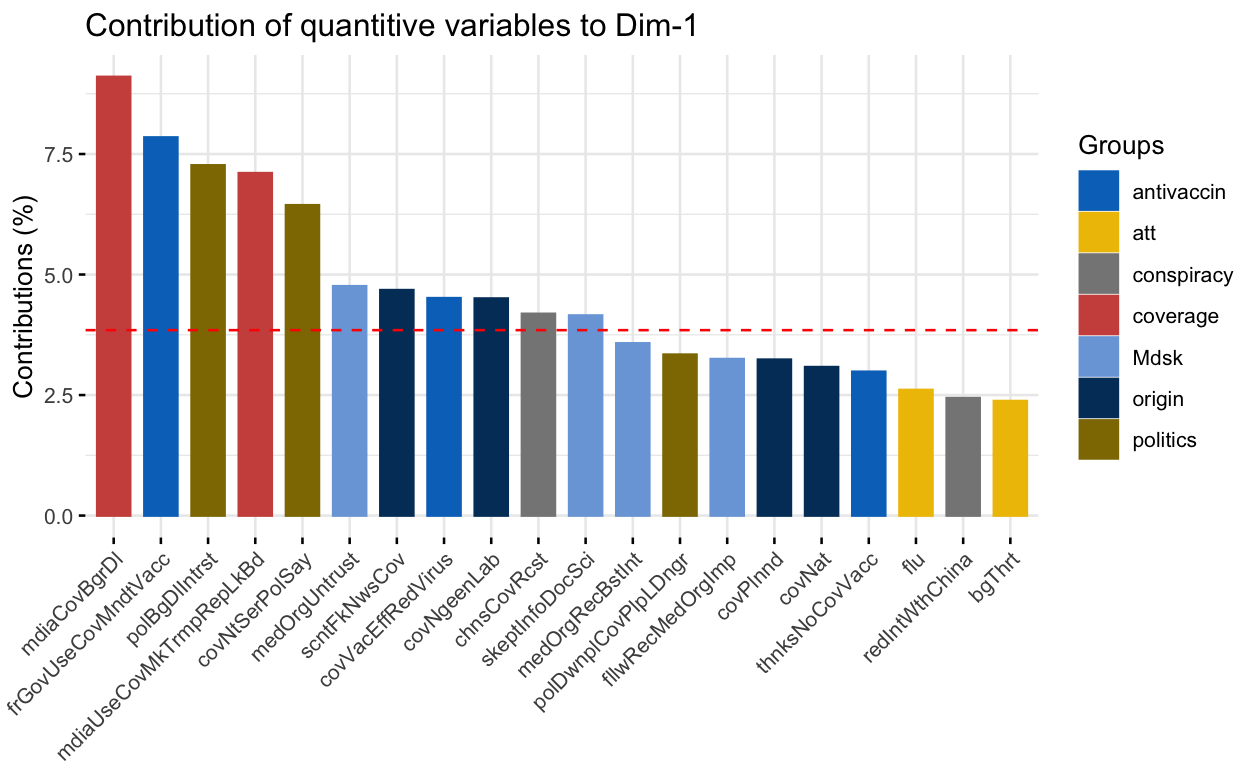 Contribution of quantitive variables to Dim-1
Contributions (%)
7.5
5.0
2.5
0.0
mdiaCovBgrDl
frGovUseCovMndtVacc
polBgDlIntrst
mdiaUseCovMkTrmpRepLkBd
covNtSerPolSay
medOrgUntrust
scntFkNwsCov
covVacEffRedVirus
covNgeenLab
chnsCovRcst
skeptInfoDocSci
medOrgRecBstInt
polDwnplCovPlpLDngr
fllwRecMedOrgImp
covPlnnd
covNat
thnksNoCovVacc
flu
redIntWthChina
bgThrt
Groups
antivaccin
att
conspiracy
coverage
Mdsk
origin
politics